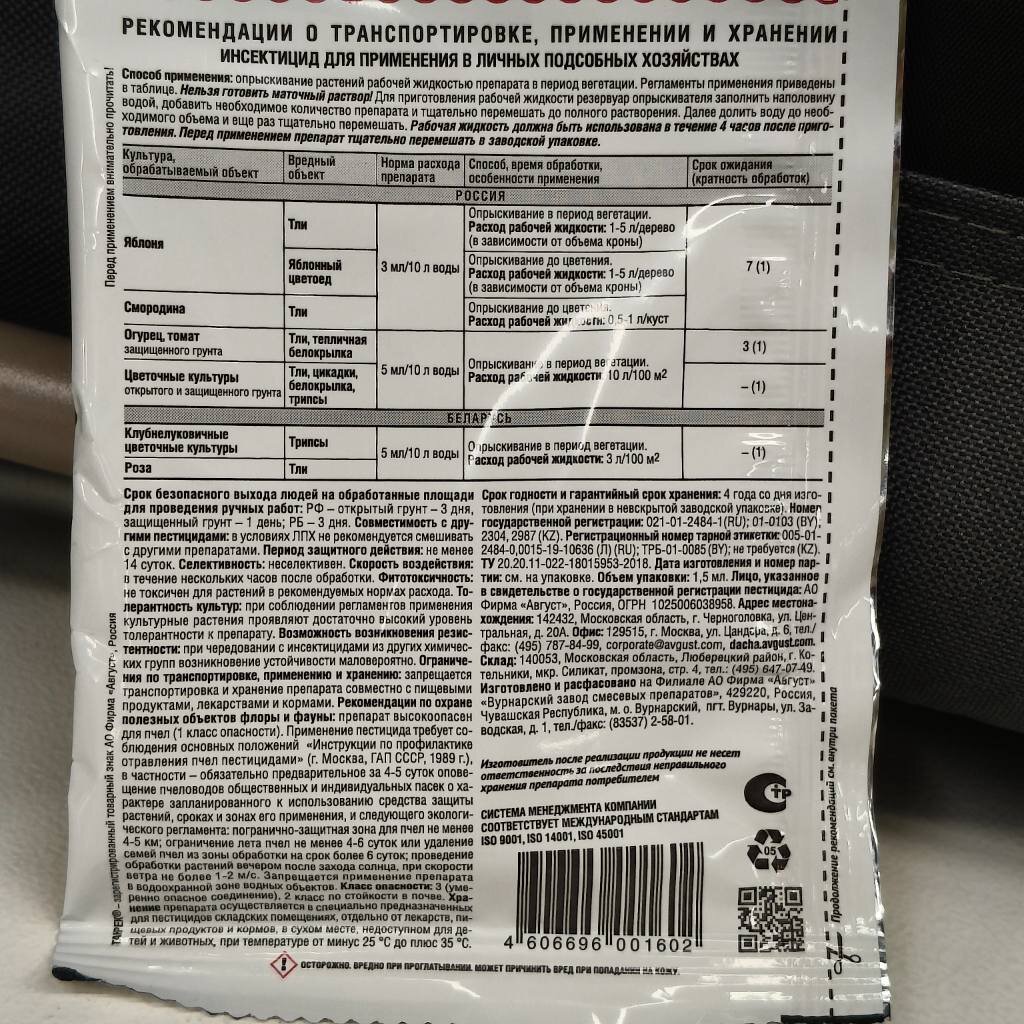 РЕКОМЕНДАЦИИ О ТРАНСПОРТИРОВКЕ, ПРИМЕНЕНИИ И ХРАНЕНИИ
ИНСЕКТИЦИД ДЛЯ ПРИМЕНЕНИЯ В ЛИЧНЫХ ПОДСОБНЫХ ХОЗЯЙСТВАХ
Способ применения: опрыскивание растений рабочей жидкостью препарата в период вегетации. Регламенты применения приведены
в таблице. Нельзя готовить маточный раствор! Для приготовления рабочей жидкости резервуар опрыскивателя заполнить наполовину
водой, добавить необходимое количество препарата и тщательно перемешать до полного растворения. Далее долить воду до необ-
ходимого объема и еще раз тщательно перемешать. Рабочая жидкость должна быть использована в течение 4 часов после приго-
товления. Перед применением препарат тщательно перемешать в заводской упаковке.
Культура, обрабатываемый объект
Вредный объект
Норма расхода препарата
Способ, время обработки, особенности применения
Срок ожидания (кратность обработок)
РОССИЯ
Яблоня
Тли
3 мл/10 л воды
Опрыскивание в период вегетации.
Расход рабочей жидкости: 1-5 л/дерево
(в зависимости от объема кроны)
7 (1)
Яблонный
цветоед
Опрыскивание до цветения.
Расход рабочей жидкости: 1-5 л/дерево
(в зависимости от объема кроны)
Смородина
Тли
Опрыскивание до цветения.
Расход рабочей жидкости: 0,5-1 л/куст
Огурец, томат
защищенного грунта
Тли, тепличная
белокрылка
5 мл/10 л воды
Опрыскивание в период вегетации.
Расход рабочей жидкости: 10 л/100 м2
3 (1)
Цветочные культуры
открытого и защищенного грунта
Тли, цикадки,
белокрылка,
трипсы
– (1)
БЕЛАРУСЬ
Клубнелуковичные
цветочные культуры
Трипсы
5 мл/10 л воды
Опрыскивание в период вегетации.
Расход рабочей жидкости: 3 л/100 м2
– (1)
Роза
Тли
Срок безопасного выхода людей на обработанные площади
для проведения ручных работ: РФ – открытый грунт – 3 дня,
защищенный грунт – 1 день; РБ – 3 дня. Совместимость с дру-
гими пестицидами: в условиях ЛПХ не рекомендуется смешивать
с другими препаратами. Период защитного действия: не менее
14 суток. Селективность: неселективен. Скорость воздействия:
в течение нескольких часов после обработки. Фитотоксичность:
не токсичен для растений в рекомендуемых нормах расхода. То-
лерантность культур: при соблюдении регламентов применения
культурные растения проявляют достаточно высокий уровень
толерантности к препарату. Возможность возникновения резис-
тентности: при чередовании с инсектицидами из других химичес-
ких групп возникновение устойчивости маловероятно. Ограниче-
ния по транспортировке, применению и хранению: запрещается
транспортировка и хранение препарата совместно с пищевыми
продуктами, лекарствами и кормами. Рекомендации по охране
полезных объектов флоры и фауны: препарат высокоопасен
для пчел (1 класс опасности). Применение пестицида требует со-
блюдения основных положений «Инструкции по профилактике
отравления пчел пестицидами» (г. Москва, ГАП СССР, 1989 г.),
в частности – обязательно предварительное за 4-5 суток опове-
щение пчеловодов общественных и индивидуальных пасек о ха-
рактере запланированного к использованию средства защиты
растений, сроках и зонах его применения, и следующего экологи-
ческого регламента: погранично-защитная зона для пчел не менее
4-5 км; ограничение лета пчел не менее 4-6 суток или удаление
семей пчел из зоны обработки на срок более 6 суток; проведение
обработки растений вечером после захода солнца, при скорости
ветра не более 1-2 м/с. Запрещается применение препарата
в водоохранной зоне водных объектов. Класс опасности: 3 (уме-
ренно опасное соединение), 2 класс по стойкости в почве. Хра-
нение препарата осуществляется в специально предназначенных
для пестицидов складских помещениях, отдельно от лекарств, пи-
щевых продуктов и кормов, в сухом месте, недоступном для де-
тей и животных, при температуре от минус 25 °С до плюс 35 °С.
Срок годности и гарантийный срок хранения: 4 года со дня изго-
товления (при хранении в невскрытой заводской упаковке). Номер
государственной регистрации: 021-01-2484-1(RU); 01-0103 (BY);
2304, 2987 (KZ). Регистрационный номер тарной этикетки: 005-01-
2484-0,0015-19-10636 (Л) (RU); ТРБ-01-0085 (BY); не требуется (KZ).
ТУ 20.20.11-022-18015953-2018. Дата изготовления и номер пар-
тии: см. на упаковке. Объем упаковки: 1,5 мл. Лицо, указанное
в свидетельстве о государственной регистрации пестицида: АО
Фирма «Август», Россия, ОГРН 1025006038958. Адрес местона-
хождения: 142432, Московская область, г. Черноголовка, ул. Цен-
тральная, д. 20А. Офис: 129515, г. Москва, ул. Цандера, д. 6, тел./
факс: (495) 787-84-99, corporate@avgust.com, dacha.avgust.com.
Склад: 140053, Московская область, Люберецкий район, г. Ко-
тельники, мкр. Силикат, промзона, стр. 4, тел.: (495) 647-07-49.
Изготовлено и расфасовано на Филиале АО Фирма «Август»
«Вурнарский завод смесевых препаратов», 429220, Россия,
Чувашская Республика, м. о. Вурнарский, пгт. Вурнары, ул. За-
водская, д. 1, тел./факс: (83537) 2-58-01.
Изготовитель после реализации продукции не несет
ответственность за последствия неправильного
хранения препарата потребителем
СИСТЕМА МЕНЕДЖМЕНТА КОМПАНИИ
СООТВЕТСТВУЕТ МЕЖДУНАРОДНЫМ СТАНДАРТАМ
ISO 9001, ISO 14001, ISO 45001
СТР
05
4 606696 001602
ОСТОРОЖНО. ВРЕДНО ПРИ ПРОГЛАТЫВАНИИ. МОЖЕТ ПРИЧИНИТЬ ВРЕД ПРИ ПОПАДАНИИ НА КОЖУ.
Перед применением внимательно прочитать!
ТАЙРЕК® – зарегистрированный товарный знак АО Фирма «Август», Россия
Продолжение рекомендаций см. внутри пакета